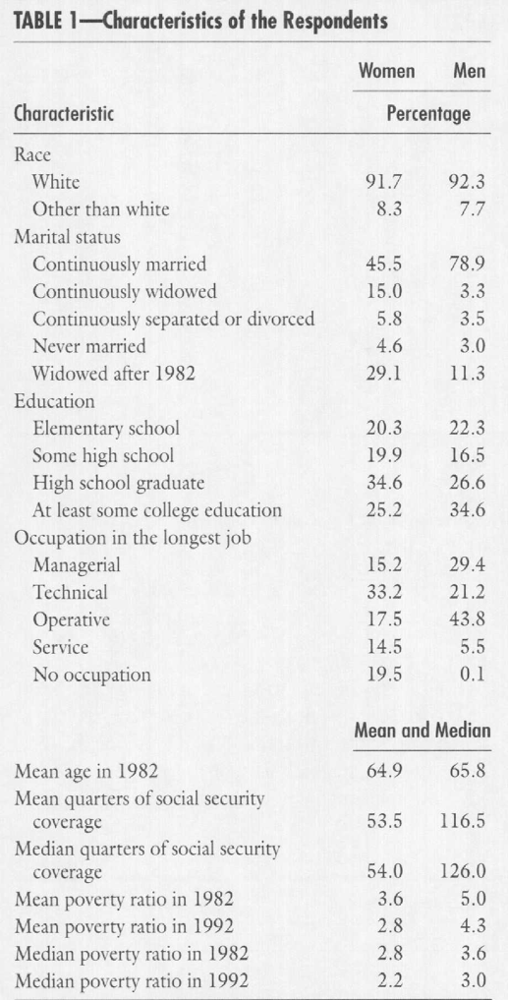 TABLE 1—Characteristics of the Respondents
Women Men
Characteristic Percentage
Race
White 91.7 92.3
Other than white 8.3 7.7
Marital status
Continuously married 45.5 78.9
Continuously widowed 15.0 3.3
Continuously separated or divorced 5.8 3.5
Never married 4.6 3.0
Widowed after 1982 29.1 11.3
Education
Elementary school 20.3 22.3
Some high school 19.9 16.5
High school graduate 34.6 26.6
At least some college education 25.2 34.6
Occupation in the longest job
Managerial 15.2 29.4
Technical 33.2 21.2
Operative 17.5 43.8
Service 14.5 5.5
No occupation 19.5 0.1
Mean and Median
Mean age in 1982 64.9 65.8
Mean quarters of social security
coverage 53.5 116.5
Median quarters of social security
coverage 54.0 126.0
Mean poverty ratio in 1982 3.6 5.0
Mean poverty ratio in 1992 2.8 4.3
Median poverty ratio in 1982 2.8 3.6
Median poverty ratio in 1992 2.2 3.0